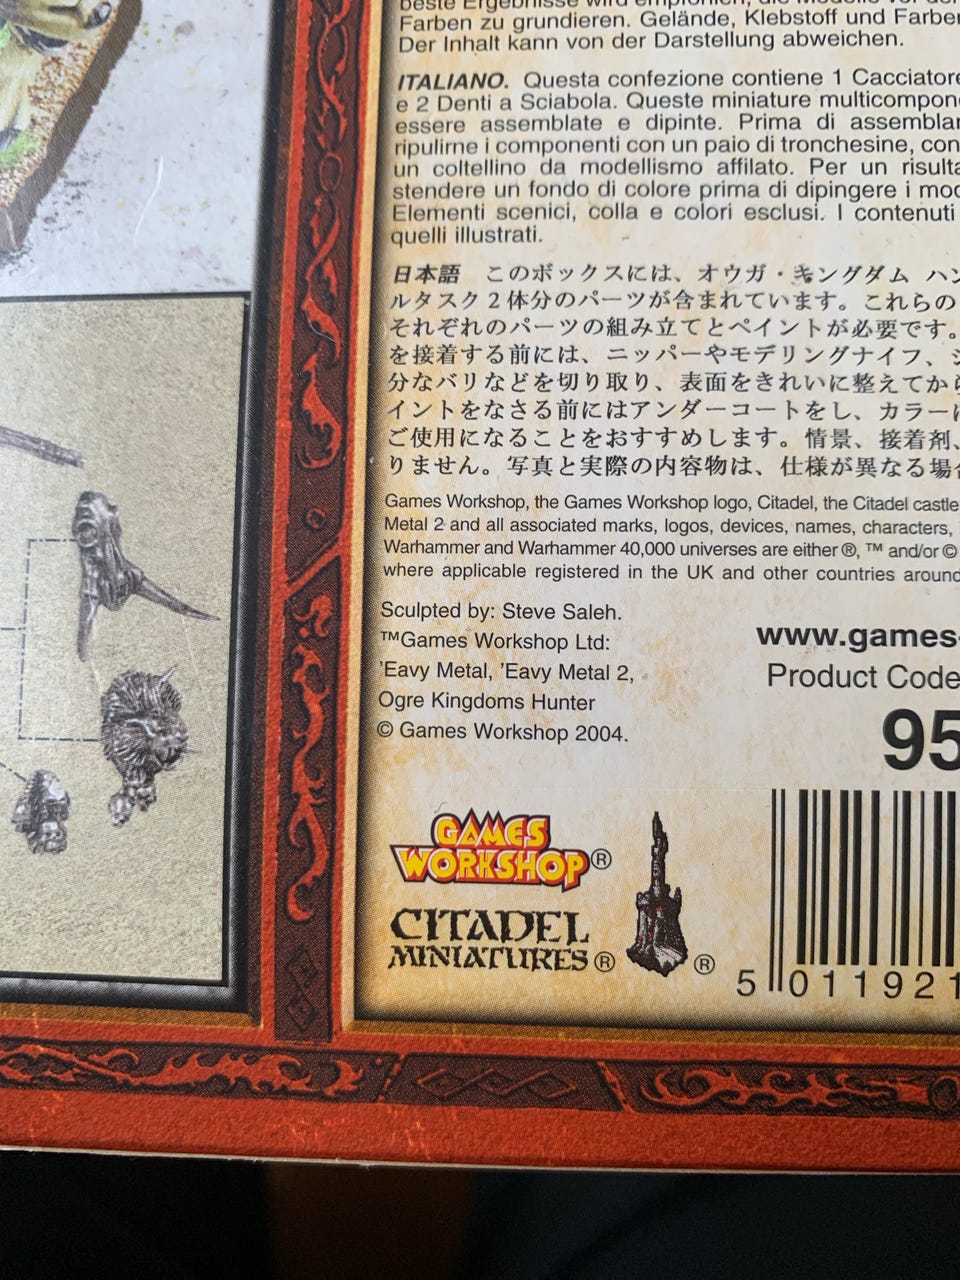 beste Ergebnisse wird empfohlen, die Modelle vor dem
Farben zu grundieren. Gelände, Klebstoff und Farben
Der Inhalt kann von der Darstellung abweichen.
ITALIANO. Questa confezione contiene 1 Cacciatore
e 2 Denti a Sciabola. Queste miniature multicompone
essere assemblate e dipinte. Prima di assemblar
ripulirne i componenti con un paio di tronchesine, con
un coltellino da modellismo affilato. Per un risulta
stendere un fondo di colore prima di dipingere i mod
Elementi scenici, colla e colori esclusi. I contenuti
quelli illustrati.
日本語 このボックスには、オウガ・キングダム ハン
ルタスク2体分のパーツが含まれています。これらの
それぞれのパーツの組み立てとペイントが必要です。
を接着する前には、ニッパーやモデリングナイフ、
分なバリなどを切り取り、表面をきれいに整えてから
イントをなさる前にはアンダーコートをし、カラーに
ご使用になることをおすすめします。情景、接着剤、
りません。写真と実際の内容物は、仕様が異なる場合
Games Workshop, the Games Workshop logo, Citadel, the Citadel castle
Metal 2 and all associated marks, logos, devices, names, characters,
Warhammer and Warhammer 40,000 universes are either ®, ™ and/or ©
where applicable registered in the UK and other countries around
Sculpted by: Steve Saleh.
™Games Workshop Ltd:
'Eavy Metal, 'Eavy Metal 2,
Ogre Kingdoms Hunter
© Games Workshop 2004.
www.games-
Product Code
95
GAMES
WORKSHOP®
CITADEL
MINIATURES® ®
5 011921